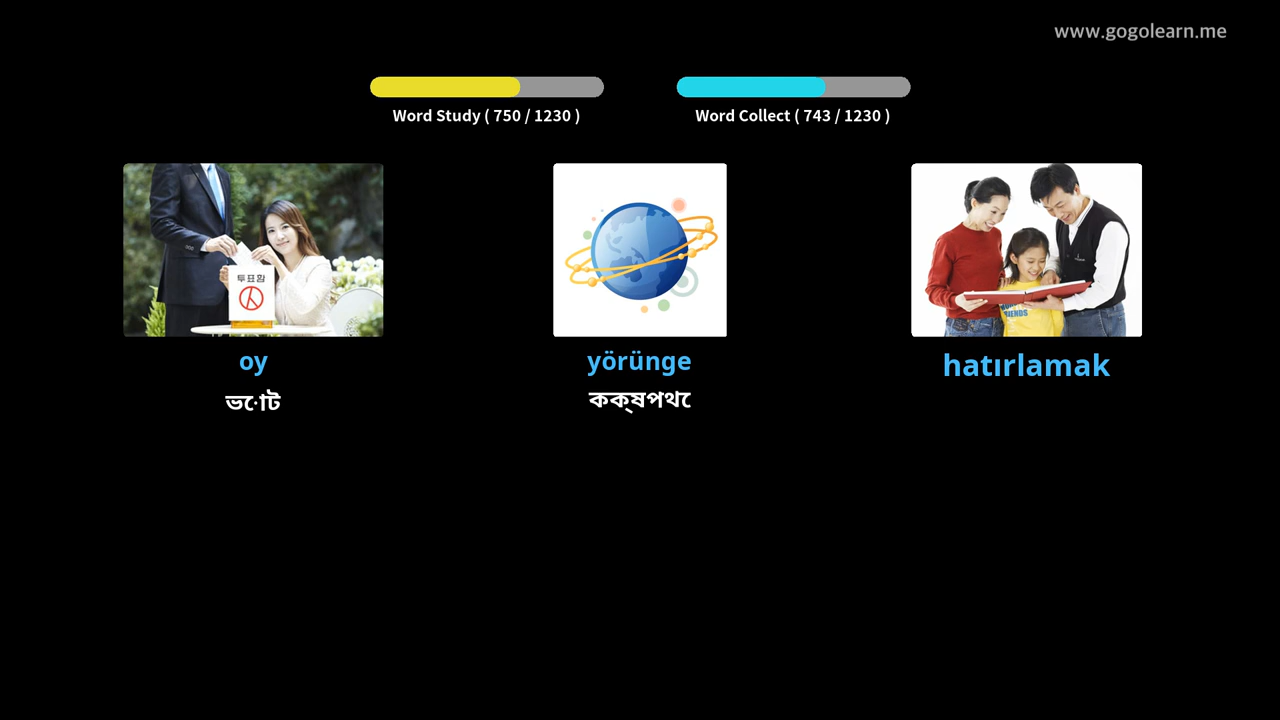 www.gogolearn.me
Word Study ( 750 / 1230 )
Word Collect ( 743 / 1230 )
투표함
FRIENDS
oy
yörünge
hatırlamak
ভোট
কক্ষপথে